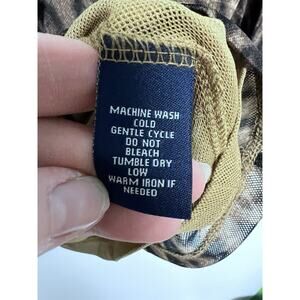 MACHINE WASH
COLD
GENTLE CYCLE
DO NOT
BLEACH
TUMBLE DRY
LOW
WARM IRON IF
NEEDED